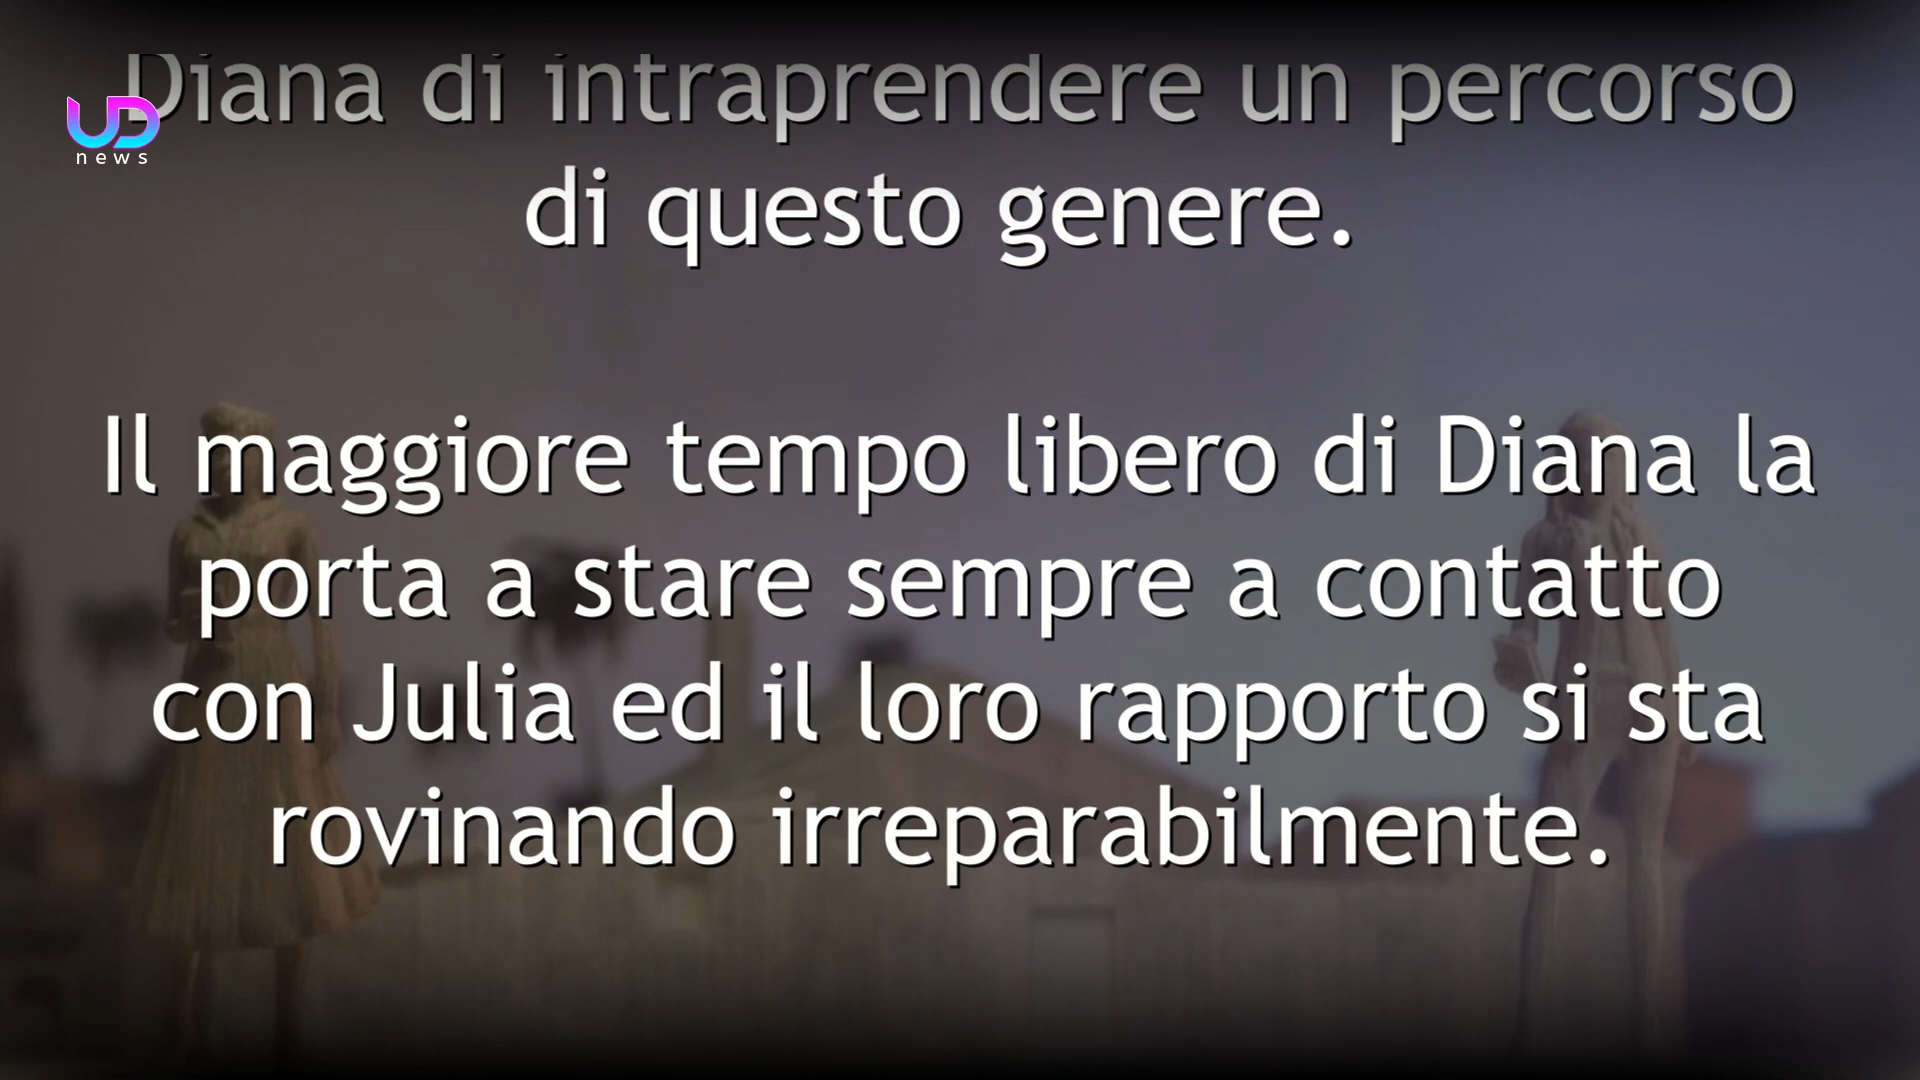 Diana di intraprendere un percorso
UD
news
di questo genere.
Il maggiore tempo libero di Diana la
porta a stare sempre a contatto
con Julia ed il loro rapporto si sta
rovinando irreparabilmente.